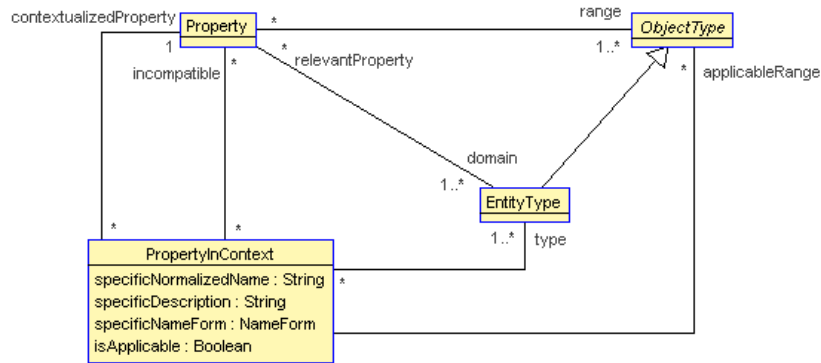 contextualizedProperty
Property
*
range
ObjectType
1
*
*
relevantProperty
1..*
*
applicableRange
incompatible
domain
1..*
EntityType
1..*
type
*
*
*
PropertyInContext
specificNormalizedName : String
specificDescription : String
specificNameForm : NameForm
isApplicable : Boolean